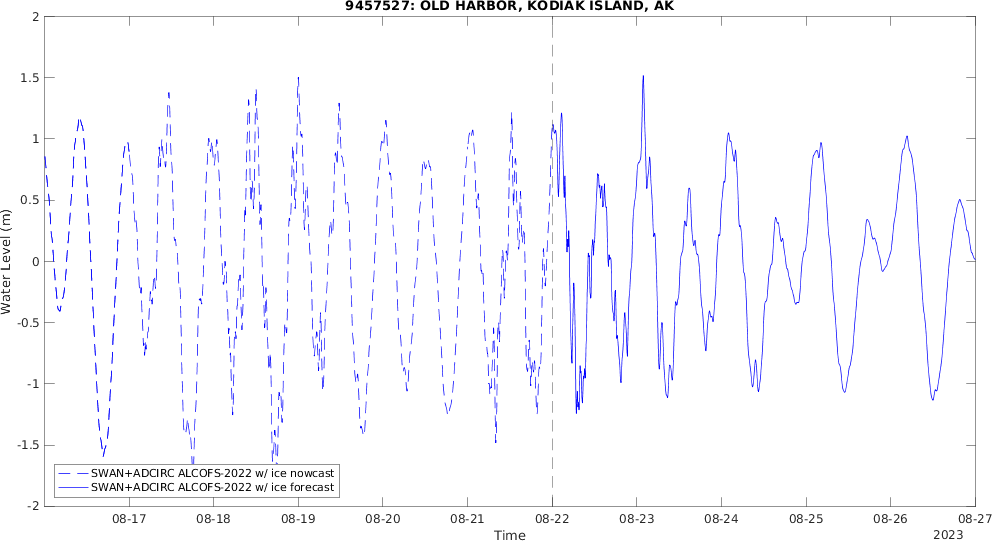 9457527: OLD HARBOR, KODIAK ISLAND, AK
2
1.5
1
0.5
0
-0.5
-1
-1.5
-2
Water Level (m)
SWAN+ADCIRC ALCOFS-2022 w/ ice nowcast
SWAN+ADCIRC ALCOFS-2022 w/ ice forecast
08-17 08-18 08-19 08-20 08-21 08-22 08-23 08-24 08-25 08-26 08-27
Time
2023